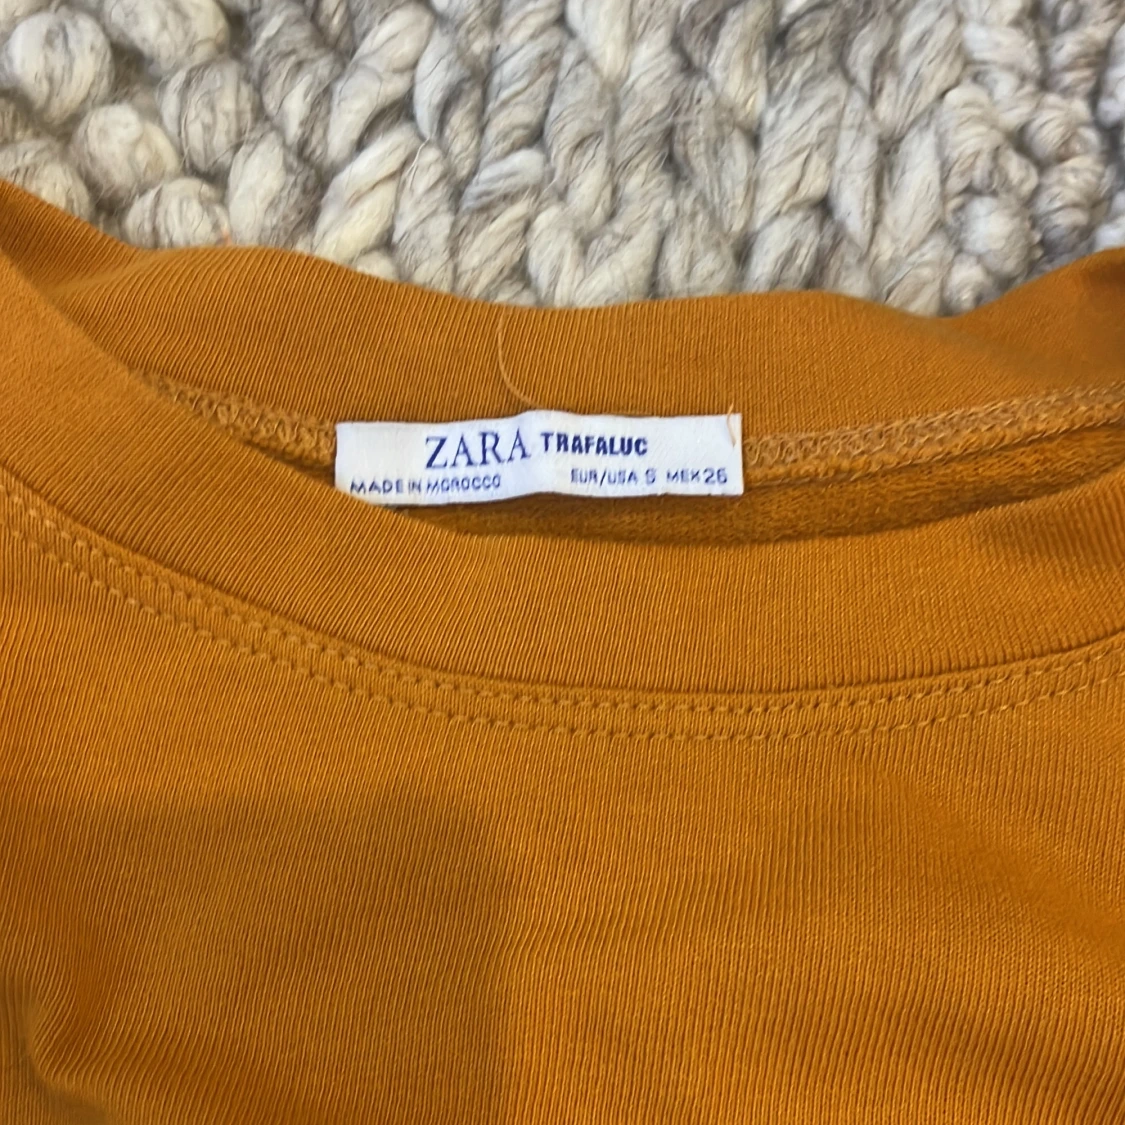 ZARA TRAFALUC
MADE IN MOROCCO EUR/USA S MEX 26